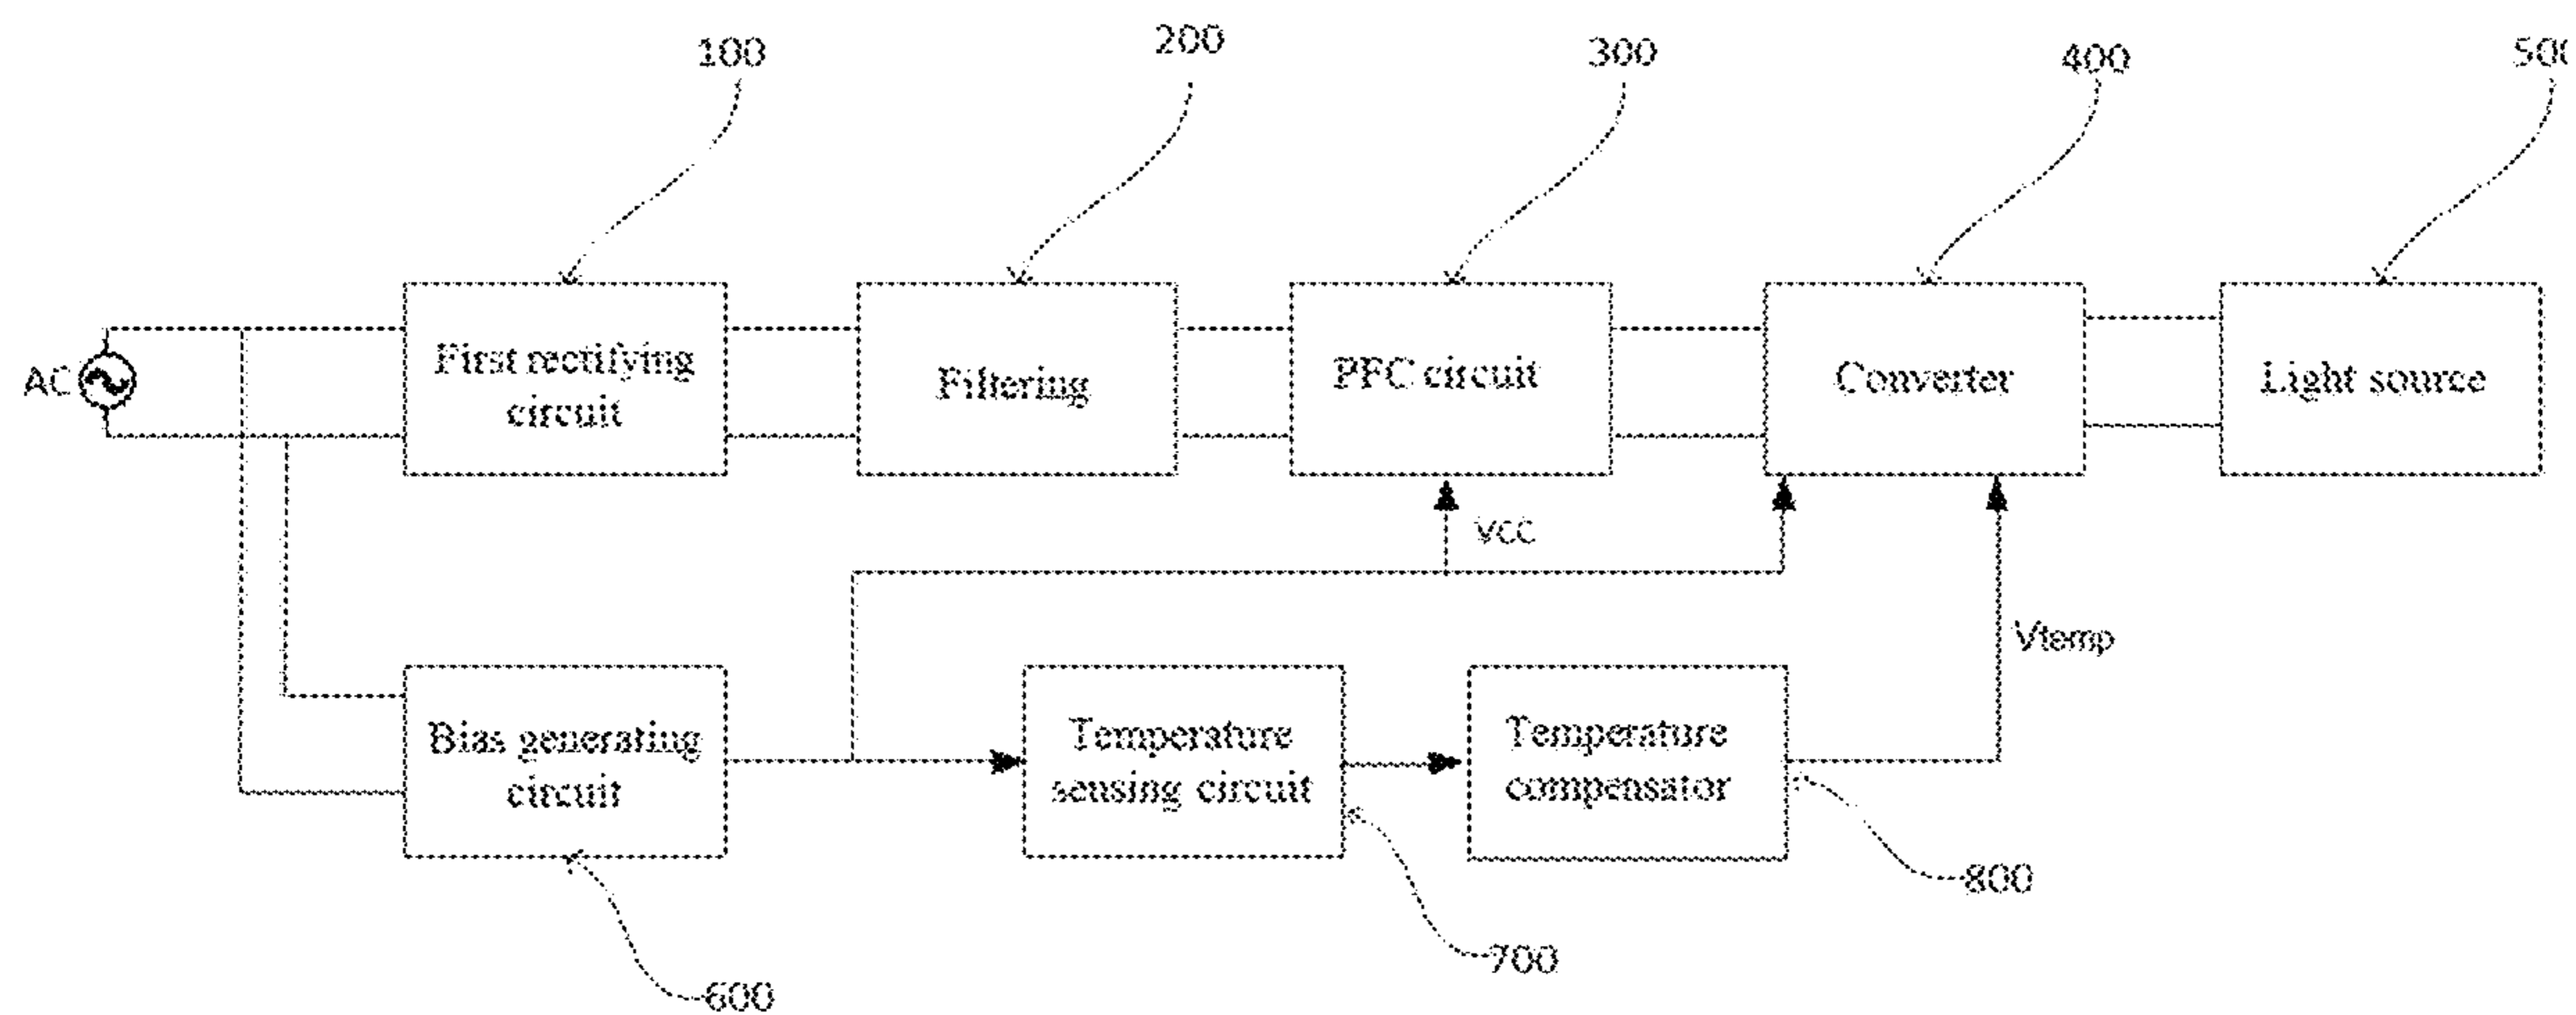 100
200
300
400
500
AC
First rectifying
circuit
Filtering
PFC circuit
Converter
Light source
VCC
Vtemp
Bias generating
circuit
Temperature
sensing circuit
Temperature
compensator
800
700
600